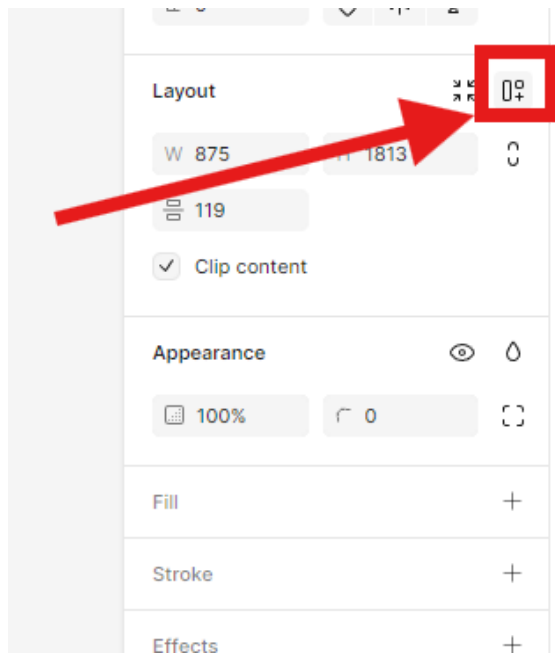 Layout
W 875
1813
119
Clip content
Appearance
100%
0
Fill
Stroke
Effects